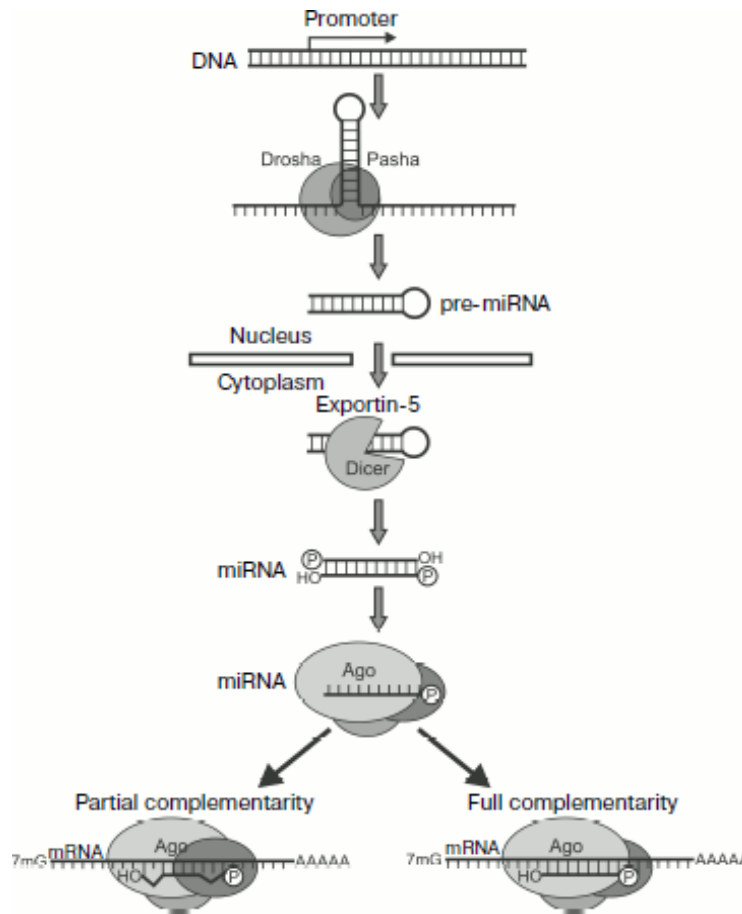 Promoter
DNA
Drosha Pasha
pre-miRNA
Nucleus
Cytoplasm
Exportin-5
Dicer
miRNA P OH
HO P
miRNA Ago
P
Partial complementarity Full complementarity
7mG mRNA Ago AAAAA 7mG mRNA Ago AAAAA
HO P HO P